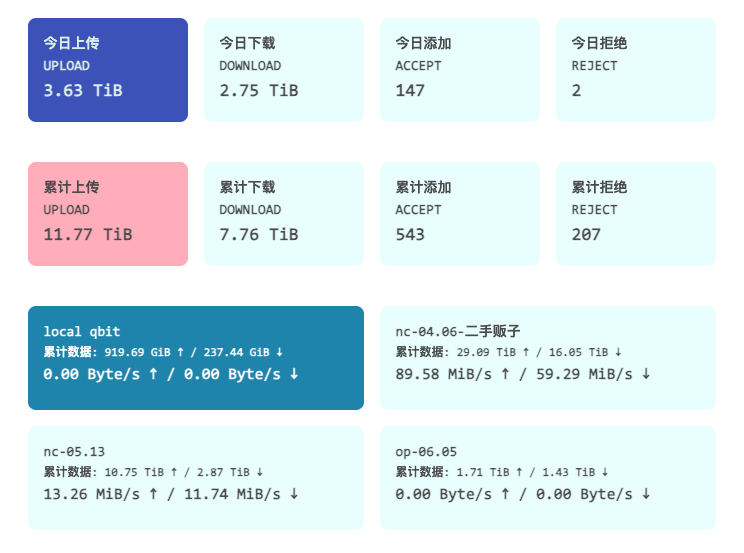 今日上传
UPLOAD
3.63 TiB
今日下载
DOWNLOAD
2.75 TiB
今日添加
ACCEPT
147
今日拒绝
REJECT
2
累计上传
UPLOAD
11.77 TiB
累计下载
DOWNLOAD
7.76 TiB
累计添加
ACCEPT
543
累计拒绝
REJECT
207
local qbit
累计数据: 919.69 GiB ↑ / 237.44 GiB ↓
0.00 Byte/s ↑ / 0.00 Byte/s ↓
nc-04.06-二手贩子
累计数据: 29.09 TiB ↑ / 16.05 TiB ↓
89.58 MiB/s ↑ / 59.29 MiB/s ↓
nc-05.13
累计数据: 10.75 TiB ↑ / 2.87 TiB ↓
13.26 MiB/s ↑ / 11.74 MiB/s ↓
op-06.05
累计数据: 1.71 TiB ↑ / 1.43 TiB ↓
0.00 Byte/s ↑ / 0.00 Byte/s ↓